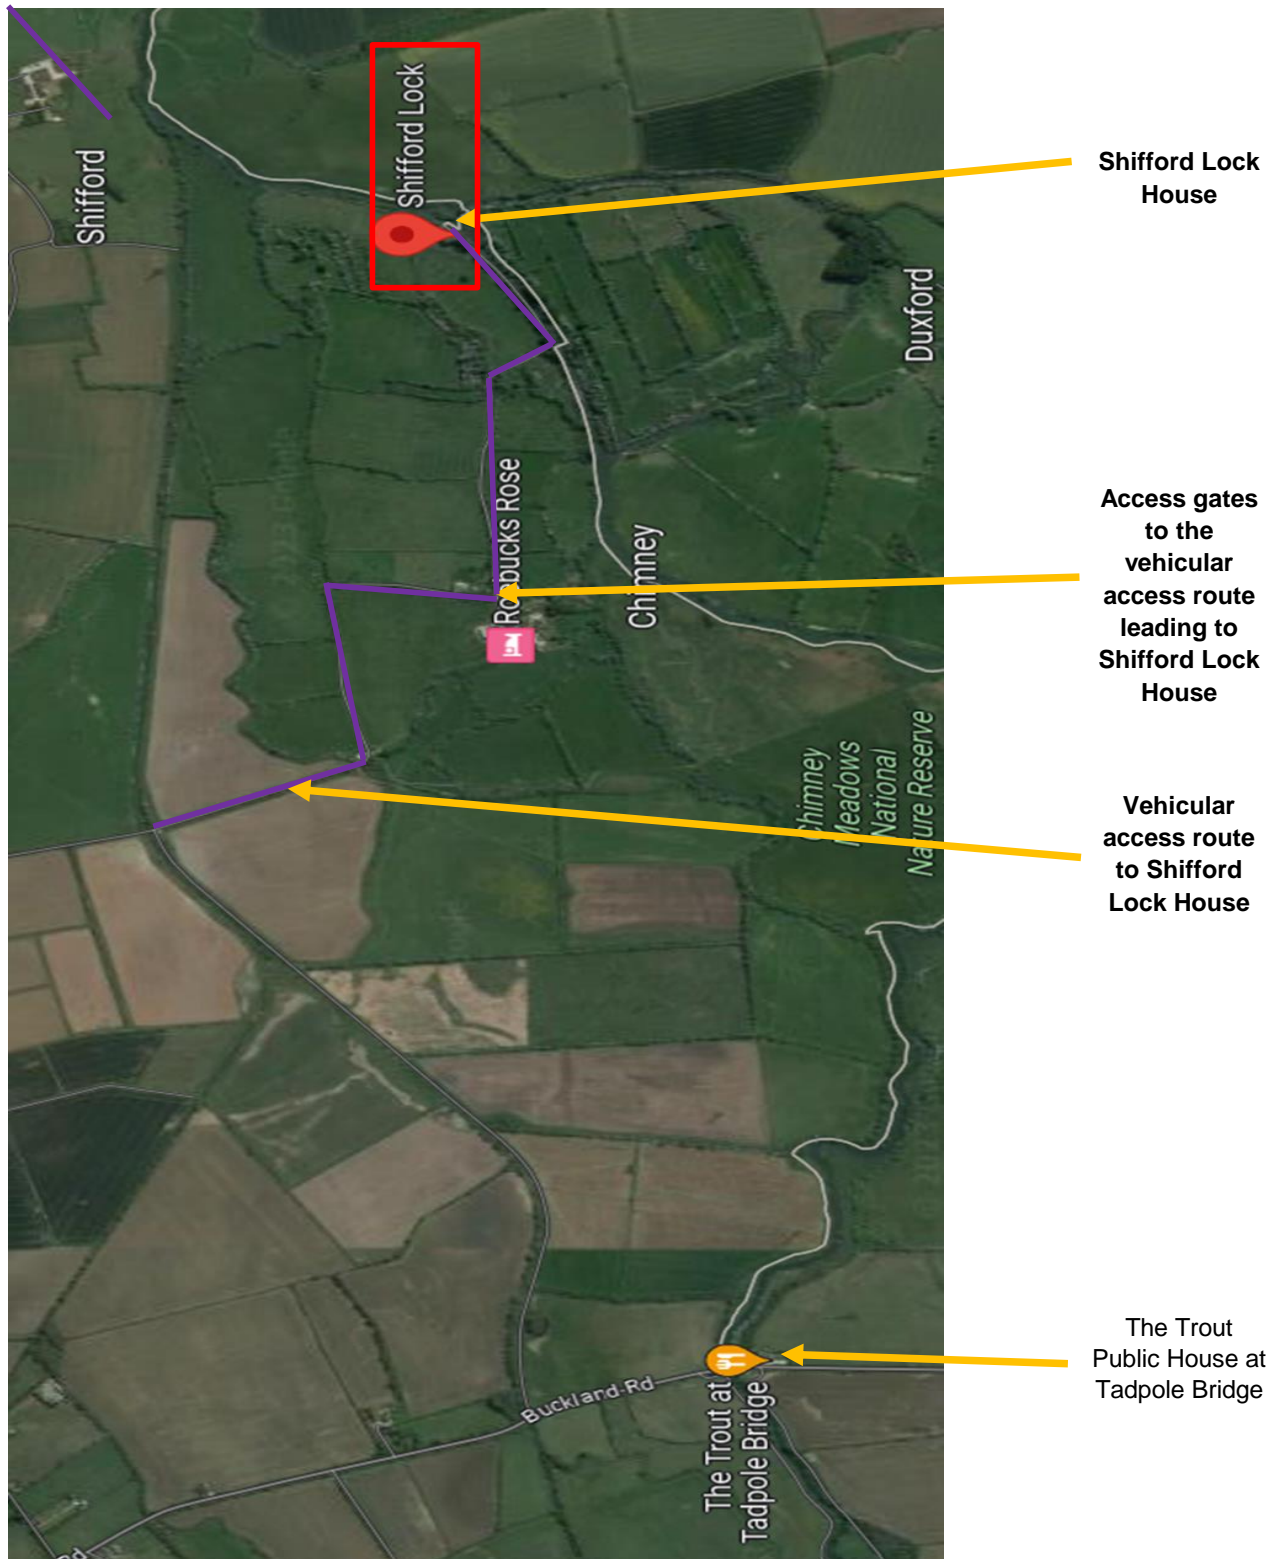 Shifford
Shifford Lock
Duxford
Roebucks Rose
Chimney
Chimney
Meadows
National
Nature Reserve
Buckland Rd
The Trout at
Tadpole Bridge
Rd
Shifford Lock
House
Access gates
to the
vehicular
access route
leading to
Shifford Lock
House
Vehicular
access route
to Shifford
Lock House
The Trout
Public House at
Tadpole Bridge